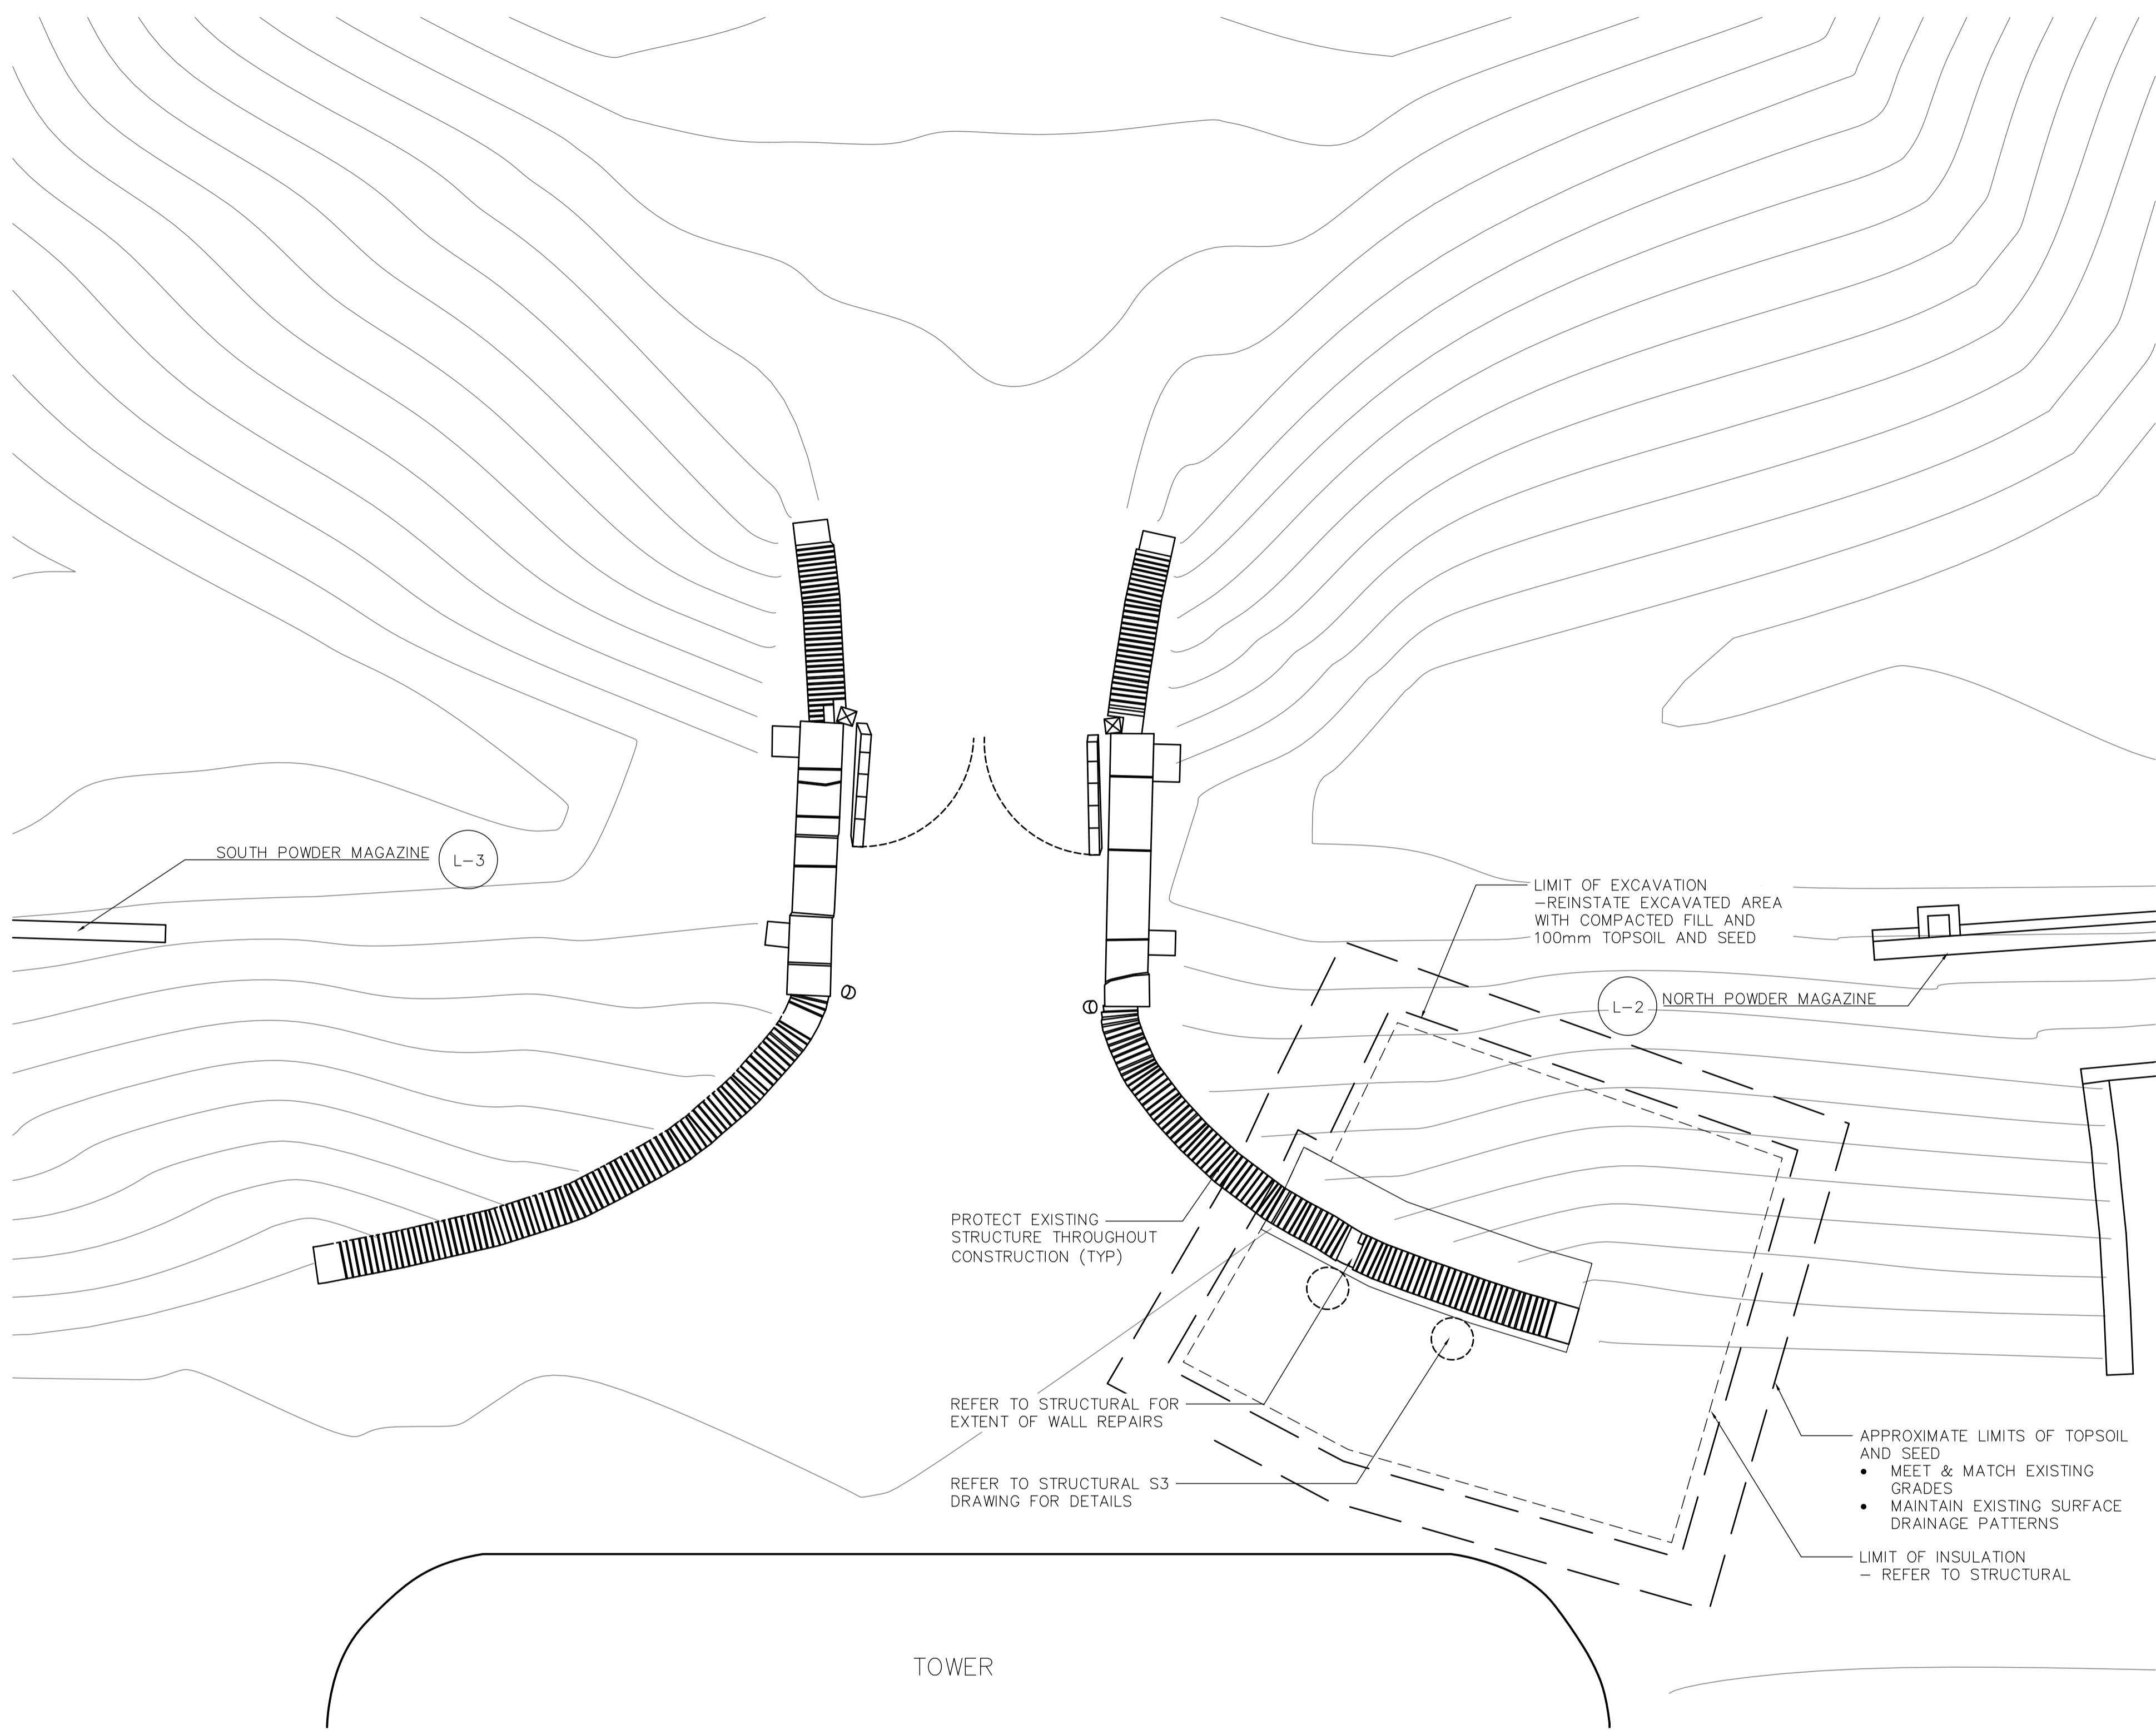 SOUTH POWDER MAGAZINE
L-3
LIMIT OF EXCAVATION
-REINSTATE EXCAVATED AREA
WITH COMPACTED FILL AND
100mm TOPSOIL AND SEED
L-2
NORTH POWDER MAGAZINE
PROTECT EXISTING
STRUCTURE THROUGHOUT
CONSTRUCTION (TYP)
REFER TO STRUCTURAL FOR
EXTENT OF WALL REPAIRS
REFER TO STRUCTURAL S3
DRAWING FOR DETAILS
APPROXIMATE LIMITS OF TOPSOIL
AND SEED
• MEET & MATCH EXISTING
GRADES
• MAINTAIN EXISTING SURFACE
DRAINAGE PATTERNS
LIMIT OF INSULATION
- REFER TO STRUCTURAL
TOWER